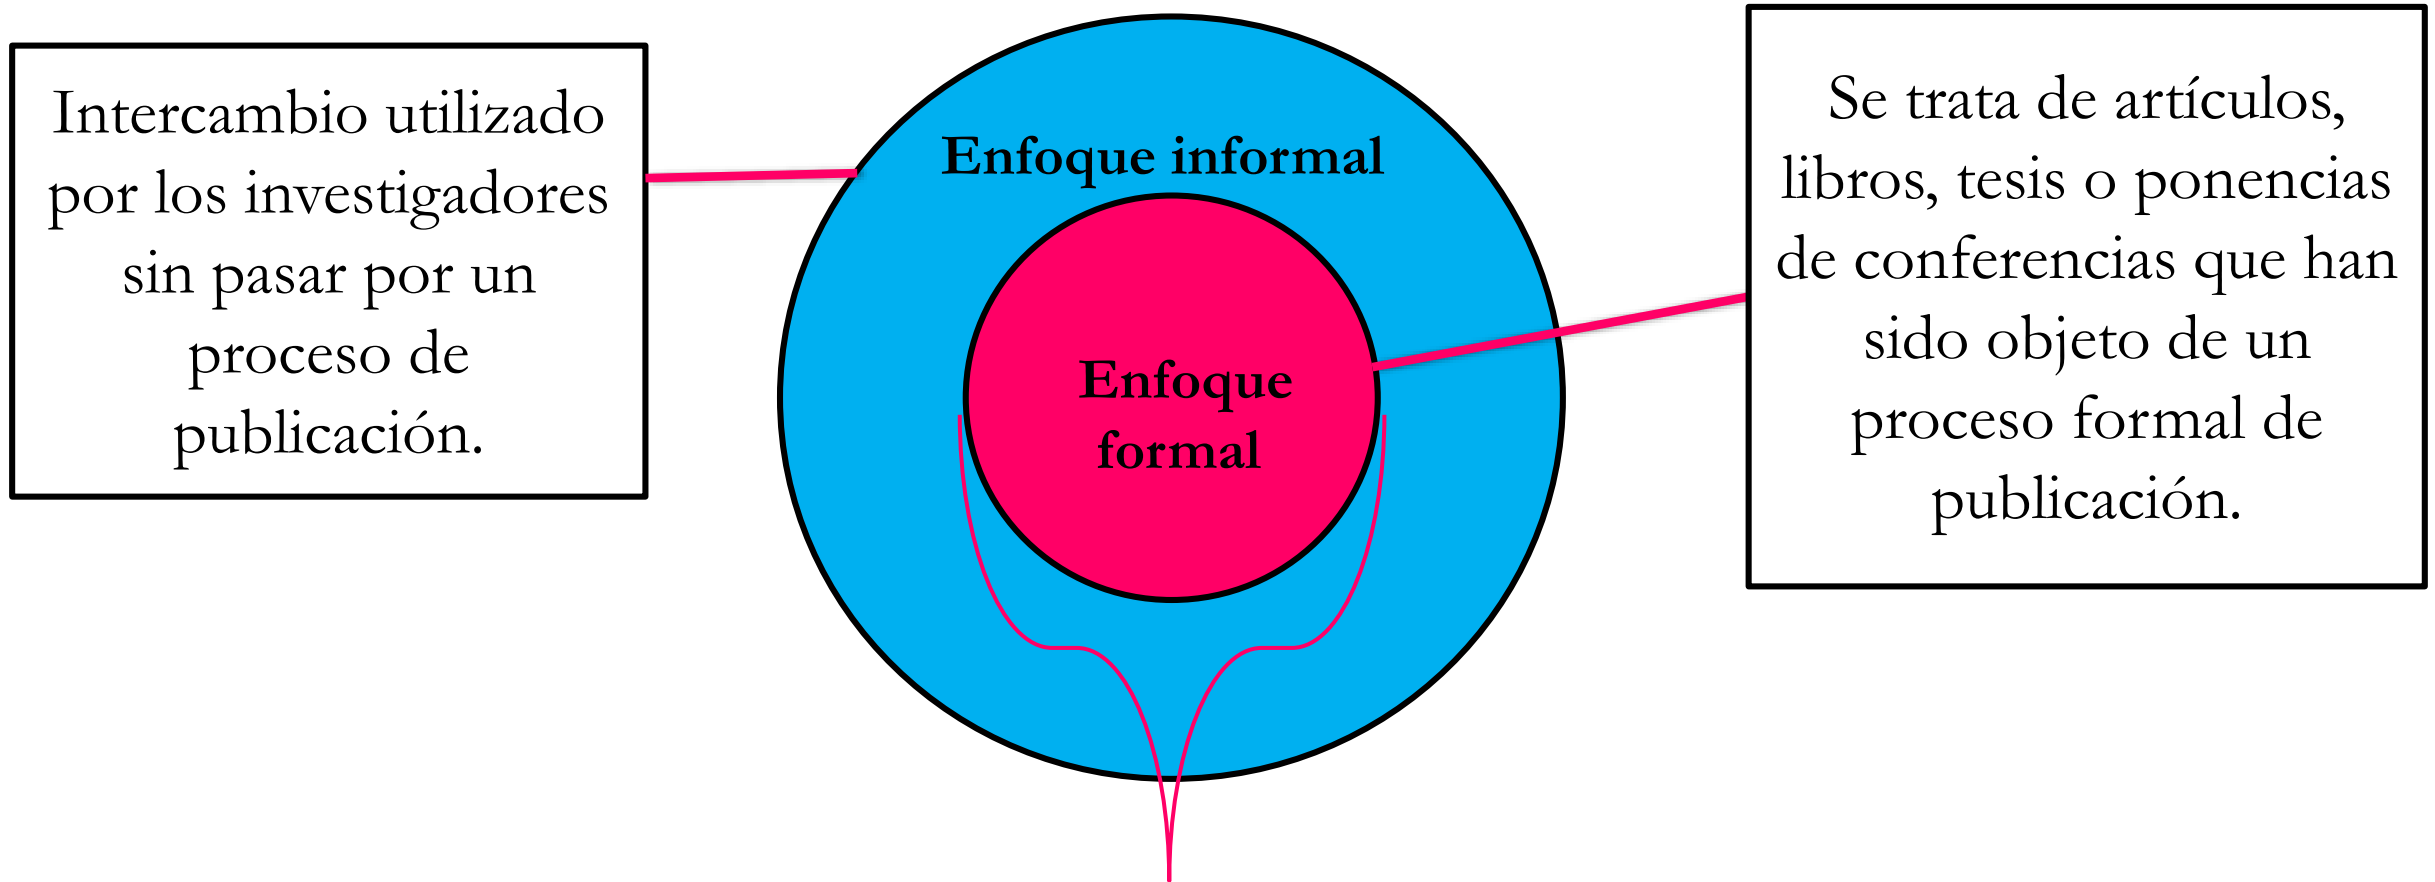 Intercambio utilizado
por los investigadores
sin pasar por un
proceso de
publicación.
Enfoque informal
Enfoque
formal
Se trata de artículos,
libros, tesis o ponencias
de conferencias que han
sido objeto de un
proceso formal de
publicación.